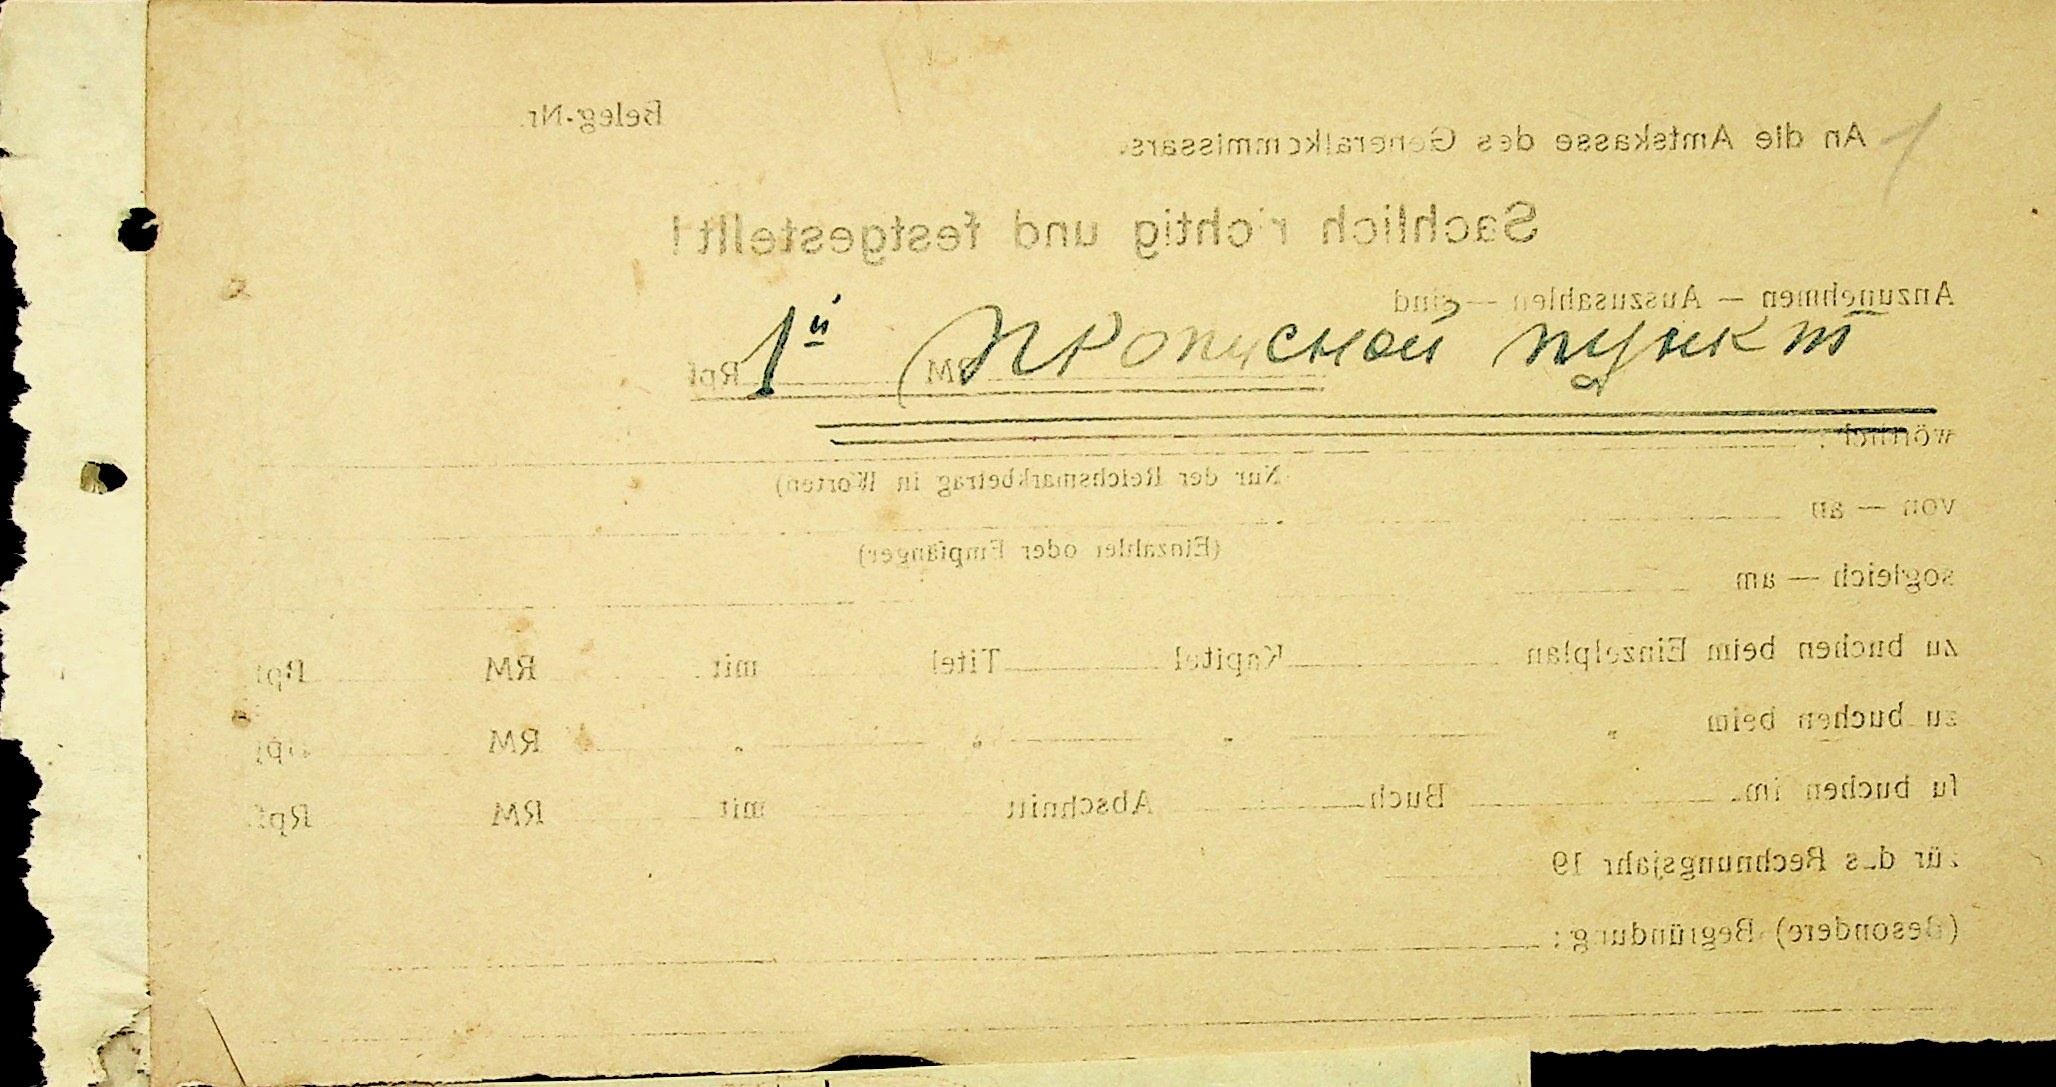 1
An die Amtskasse des Generalkommissars Beleg-Nr.
Sachlich richtig und festgestellt!
Anzunehmen — Auszuzahlen — sind
1й пропускной пункт
RM Rpf
wörtlich:
(Nur der Reichsmarkbetrag in Worten)
von — an
(Einzahler oder Empfänger)
sogleich — am
zu buchen beim Einzelplan Kapitel Titel mit RM Rpf
zu buchen beim " " " " RM Rpf
zu buchen im Buch Abschnitt mit RM Rpf.
für das Rechnungsjahr 19
(Besondere) Begründung: